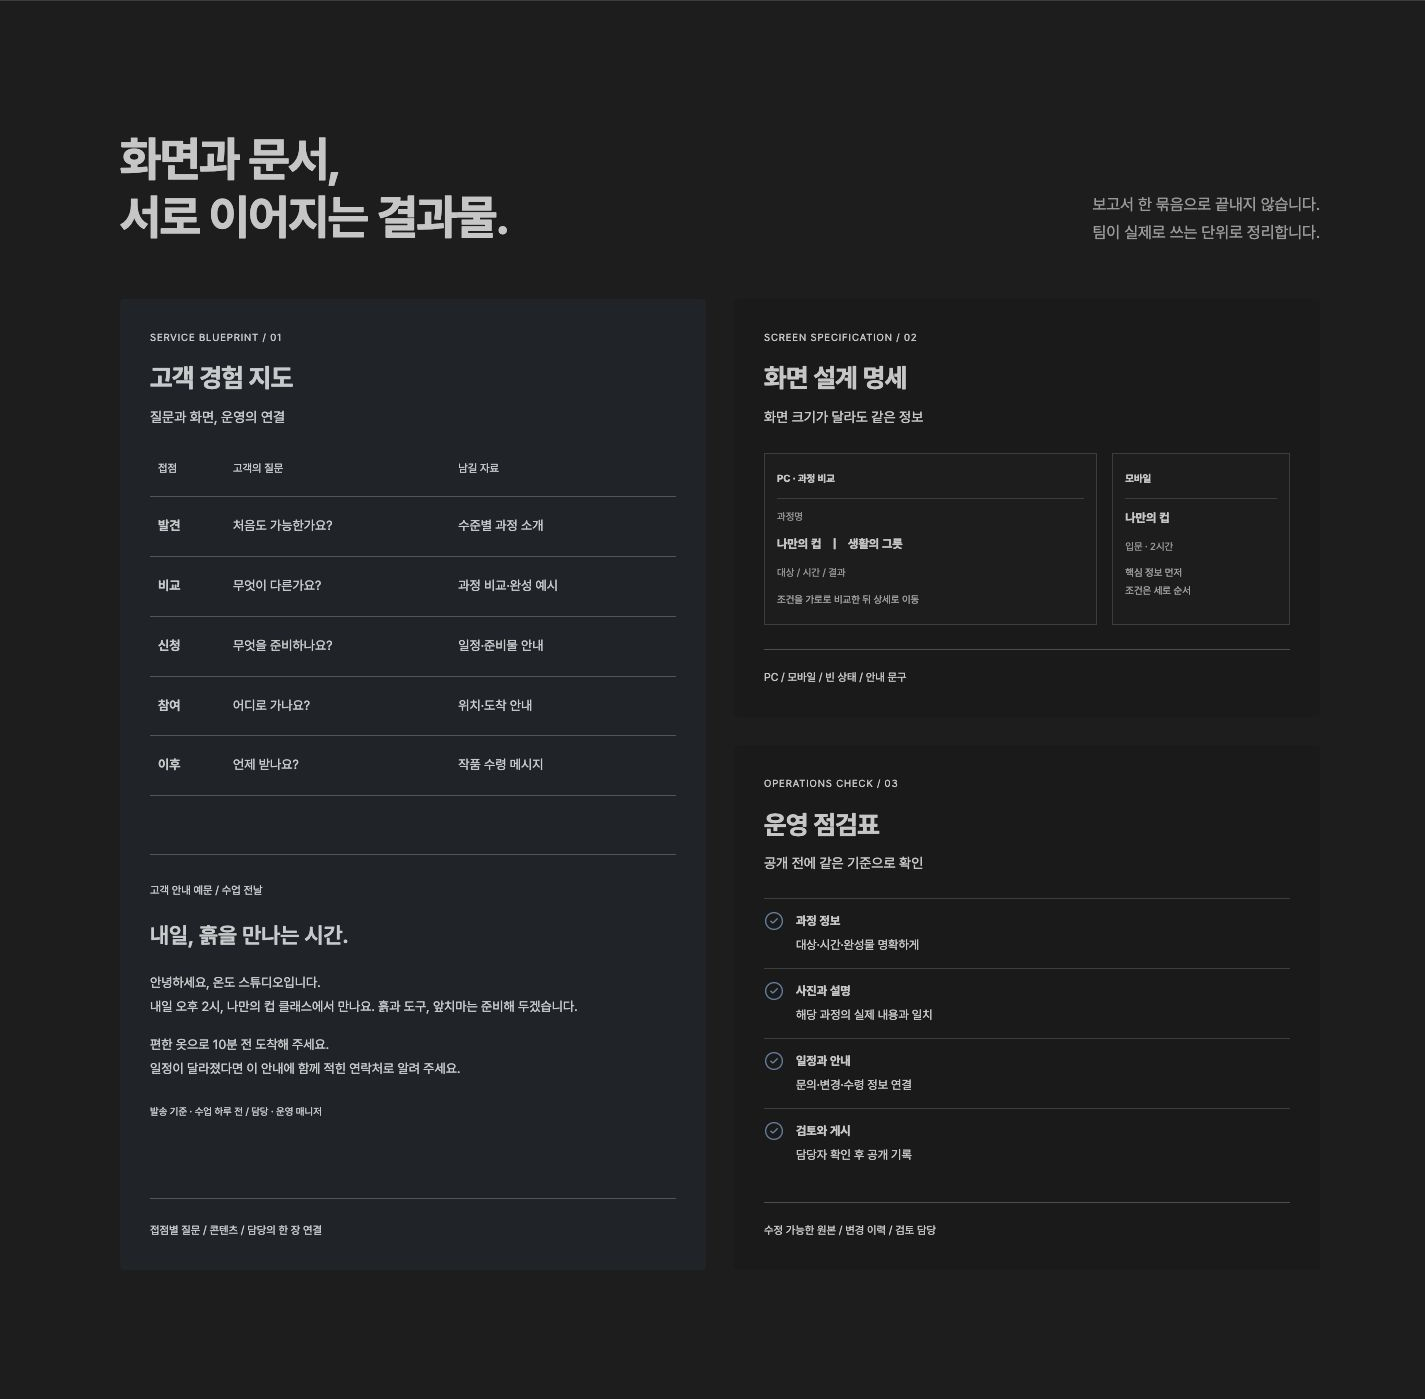 화면과 문서,
서로 이어지는 결과물.
보고서 한 묶음으로 끝내지 않습니다.
팀이 실제로 쓰는 단위로 정리합니다.
SERVICE BLUEPRINT / 01
고객 경험 지도
질문과 화면, 운영의 연결
접점 고객의 질문 남길 자료
발견 처음도 가능한가요? 수준별 과정 소개
비교 무엇이 다른가요? 과정 비교·완성 예시
신청 무엇을 준비하나요? 일정·준비물 안내
참여 어디로 가나요? 위치·도착 안내
이후 언제 받나요? 작품 수령 메시지
고객 안내 예문 / 수업 전날
내일, 흙을 만나는 시간.
안녕하세요, 온도 스튜디오입니다.
내일 오후 2시, 나만의 컵 클래스에서 만나요. 흙과 도구, 앞치마는 준비해 두겠습니다.
편한 옷으로 10분 전 도착해 주세요.
일정이 달라졌다면 이 안내에 함께 적힌 연락처로 알려 주세요.
발송 기준 · 수업 하루 전 / 담당 · 운영 매니저
접점별 질문 / 콘텐츠 / 담당의 한 장 연결
SCREEN SPECIFICATION / 02
화면 설계 명세
화면 크기가 달라도 같은 정보
PC · 과정 비교
과정명
나만의 컵 | 생활의 그릇
대상 / 시간 / 결과
조건을 가로로 비교한 뒤 상세로 이동
모바일
나만의 컵
입문 · 2시간
핵심 정보 먼저
조건은 세로 순서
PC / 모바일 / 빈 상태 / 안내 문구
OPERATIONS CHECK / 03
운영 점검표
공개 전에 같은 기준으로 확인
과정 정보
대상·시간·완성물 명확하게
사진과 설명
해당 과정의 실제 내용과 일치
일정과 안내
문의·변경·수령 정보 연결
검토와 게시
담당자 확인 후 공개 기록
수정 가능한 원본 / 변경 이력 / 검토 담당